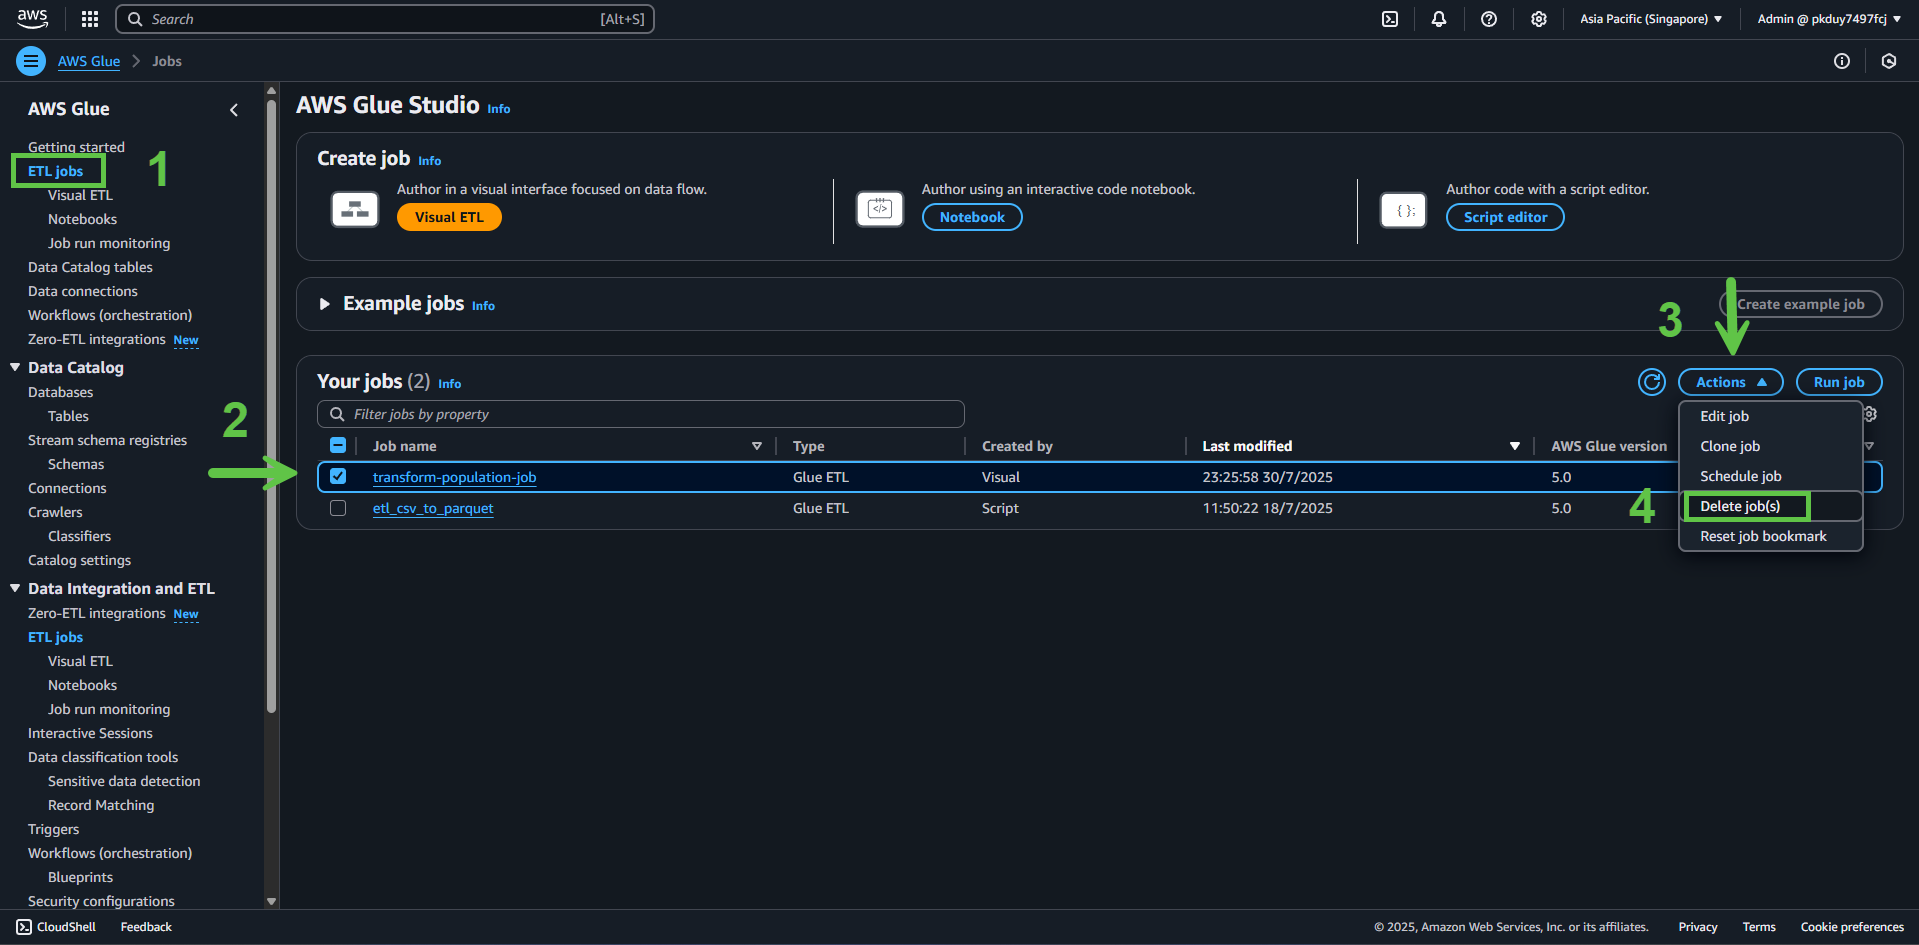 aws
Search [Alt+S]
Asia Pacific (Singapore) Admin @ pkduy7497fcj
AWS Glue Jobs
AWS Glue
Getting started
ETL jobs
1
Visual ETL
Notebooks
Job run monitoring
Data Catalog tables
Data connections
Workflows (orchestration)
Zero-ETL integrations New
Data Catalog
Databases
Tables
Stream schema registries
Schemas
Connections
Crawlers
Classifiers
Catalog settings
Data Integration and ETL
Zero-ETL integrations New
ETL jobs
Visual ETL
Notebooks
Job run monitoring
Interactive Sessions
Data classification tools
Sensitive data detection
Record Matching
Triggers
Workflows (orchestration)
Blueprints
Security configurations
AWS Glue Studio Info
Create job Info
Author in a visual interface focused on data flow.
Visual ETL
</>
Author using an interactive code notebook.
Notebook
{ };
Author code with a script editor.
Script editor
Example jobs Info
Create example job
3
Your jobs (2) Info
Actions Run job
2
Filter jobs by property
Job name Type Created by Last modified AWS Glue version
transform-population-job Glue ETL Visual 23:25:58 30/7/2025 5.0
etl_csv_to_parquet Glue ETL Script 11:50:22 18/7/2025 5.0
Edit job
Clone job
Schedule job
4
Delete job(s)
Reset job bookmark
CloudShell Feedback
© 2025, Amazon Web Services, Inc. or its affiliates. Privacy Terms Cookie preferences